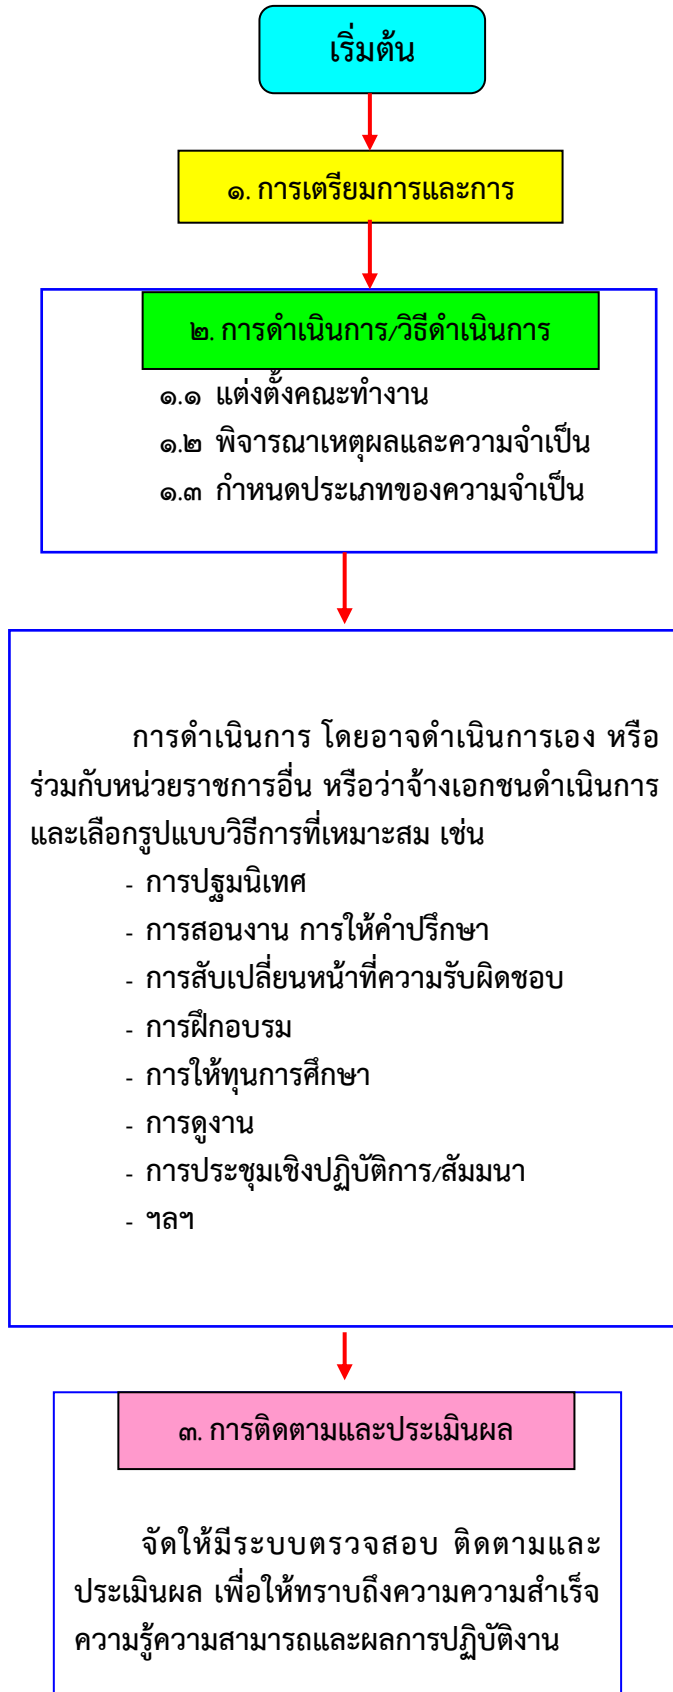 เริ่มต้น
๑. การเตรียมการและการ
๒. การดำเนินการ/วิธีดำเนินการ
๑.๑ แต่งตั้งคณะทำงาน
๑.๒ พิจารณาเหตุผลและความจำเป็น
๑.๓ กำหนดประเภทของความจำเป็น
การดำเนินการ โดยอาจดำเนินการเอง หรือ
ร่วมกับหน่วยราชการอื่น หรือว่าจ้างเอกชนดำเนินการ
และเลือกรูปแบบวิธีการที่เหมาะสม เช่น
- การปฐมนิเทศ
- การสอนงาน การให้คำปรึกษา
- การสับเปลี่ยนหน้าที่ความรับผิดชอบ
- การฝึกอบรม
- การให้ทุนการศึกษา
- การดูงาน
- การประชุมเชิงปฏิบัติการ/สัมมนา
- ฯลฯ
๓. การติดตามและประเมินผล
จัดให้มีระบบตรวจสอบ ติดตามและ
ประเมินผล เพื่อให้ทราบถึงความความสำเร็จ
ความรู้ความสามารถและผลการปฏิบัติงาน